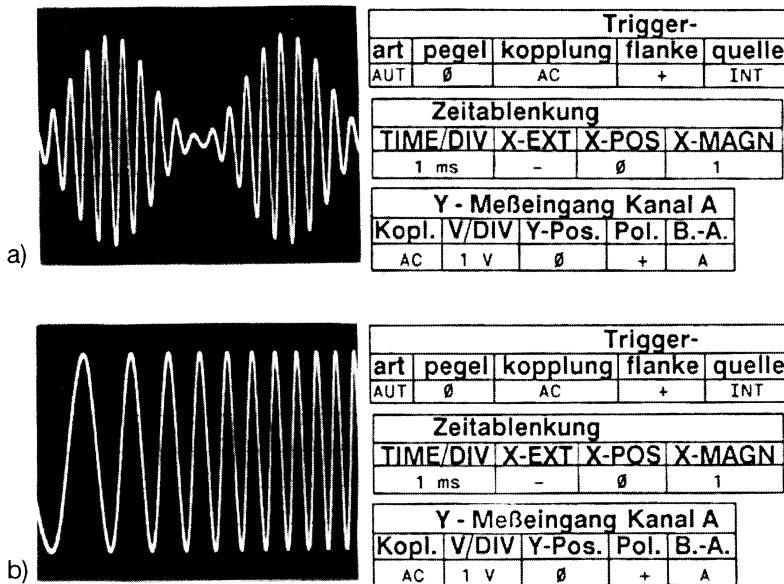 Trigger-
art pegel kopplung flanke quelle
AUT Ø AC + INT
Zeitablenkung
TIME/DIV X-EXT X-POS X-MAGN
1 ms – Ø 1
Y - Meßeingang Kanal A
Kopl. V/DIV Y-Pos. Pol. B.-A.
AC 1 V Ø + A
a)
Trigger-
art pegel kopplung flanke quelle
AUT Ø AC + INT
Zeitablenkung
TIME/DIV X-EXT X-POS X-MAGN
1 ms – Ø 1
Y - Meßeingang Kanal A
Kopl. V/DIV Y-Pos. Pol. B.-A.
AC 1 V Ø + A
b)